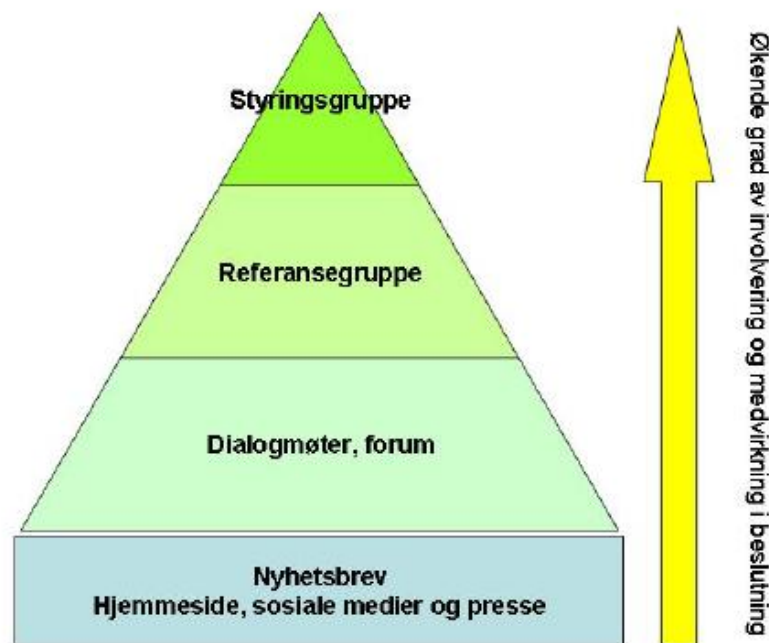 Styringsgruppe
Referansegruppe
Dialogmøter, forum
Nyhetsbrev
Hjemmeside, sosiale medier og presse
Økende grad av involvering og medvirkning i beslutning